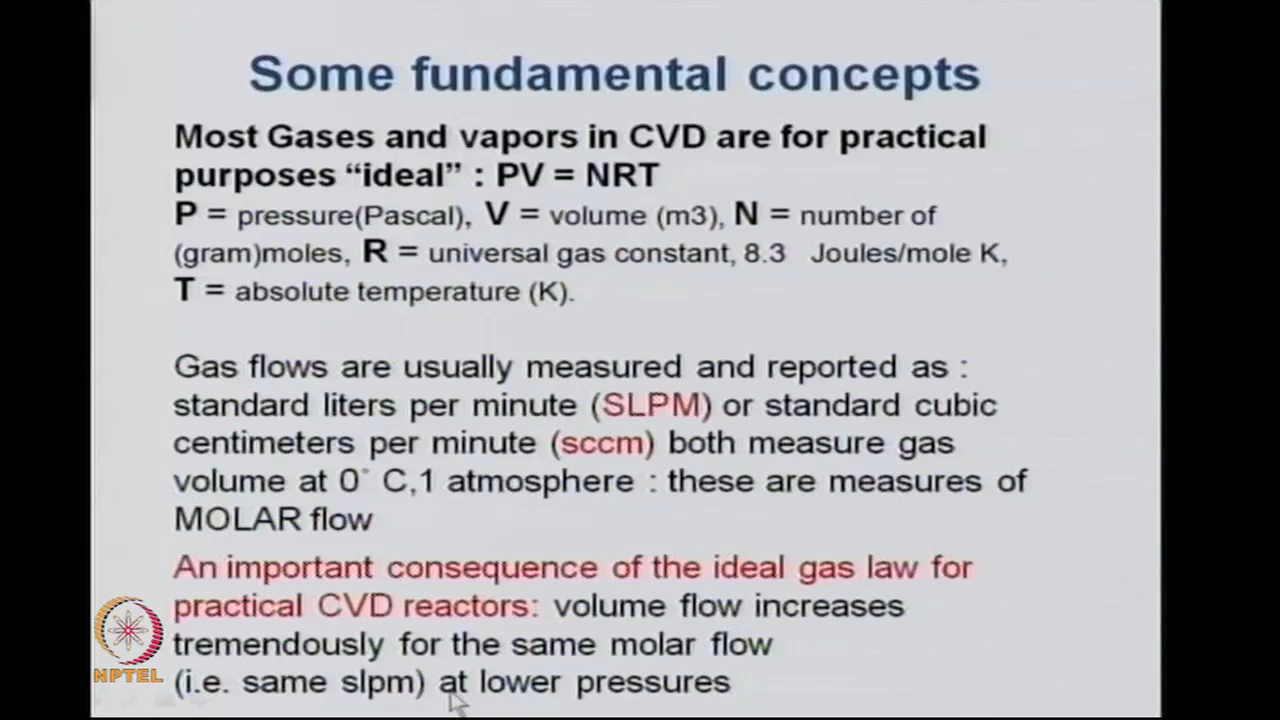 Some fundamental concepts
Most Gases and vapors in CVD are for practical
purposes “ideal” : PV = NRT
P = pressure(Pascal), V = volume (m3), N = number of
(gram)moles, R = universal gas constant, 8.3 Joules/mole K,
T = absolute temperature (K).
Gas flows are usually measured and reported as :
standard liters per minute (SLPM) or standard cubic
centimeters per minute (sccm) both measure gas
volume at 0° C,1 atmosphere : these are measures of
MOLAR flow
An important consequence of the ideal gas law for
practical CVD reactors: volume flow increases
tremendously for the same molar flow
(i.e. same slpm) at lower pressures
NPTEL